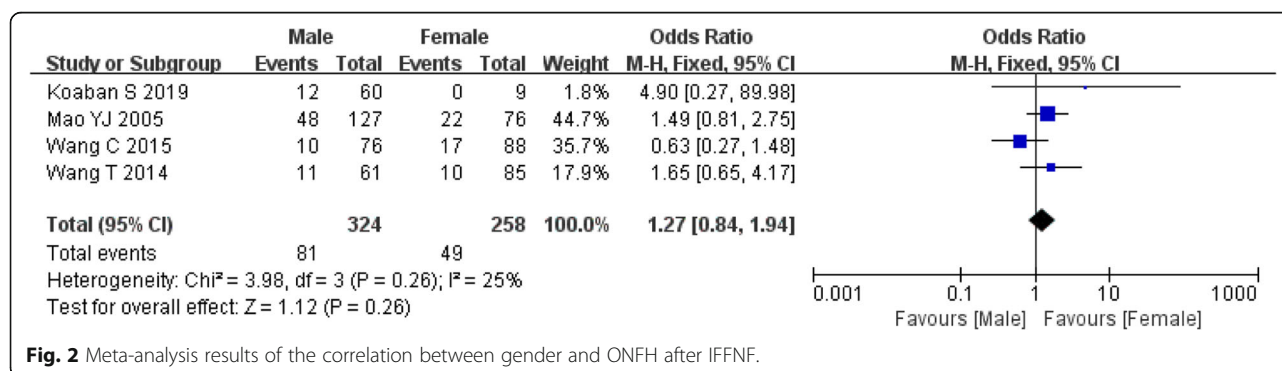 Male Female Odds Ratio Odds Ratio
Study or Subgroup Events Total Events Total Weight M-H, Fixed, 95% CI M-H, Fixed, 95% CI
Koaban S 2019 12 60 0 9 1.8% 4.90 [0.27, 89.98]
Mao YJ 2005 48 127 22 76 44.7% 1.49 [0.81, 2.75]
Wang C 2015 10 76 17 88 35.7% 0.63 [0.27, 1.48]
Wang T 2014 11 61 10 85 17.9% 1.65 [0.65, 4.17]
Total (95% CI) 324 258 100.0% 1.27 [0.84, 1.94]
Total events 81 49
Heterogeneity: Chi² = 3.98, df = 3 (P = 0.26); I² = 25%
Test for overall effect: Z = 1.12 (P = 0.26)
0.001 0.1 1 10 1000
Favours [Male] Favours [Female]
Fig. 2 Meta-analysis results of the correlation between gender and ONFH after IFFNF.